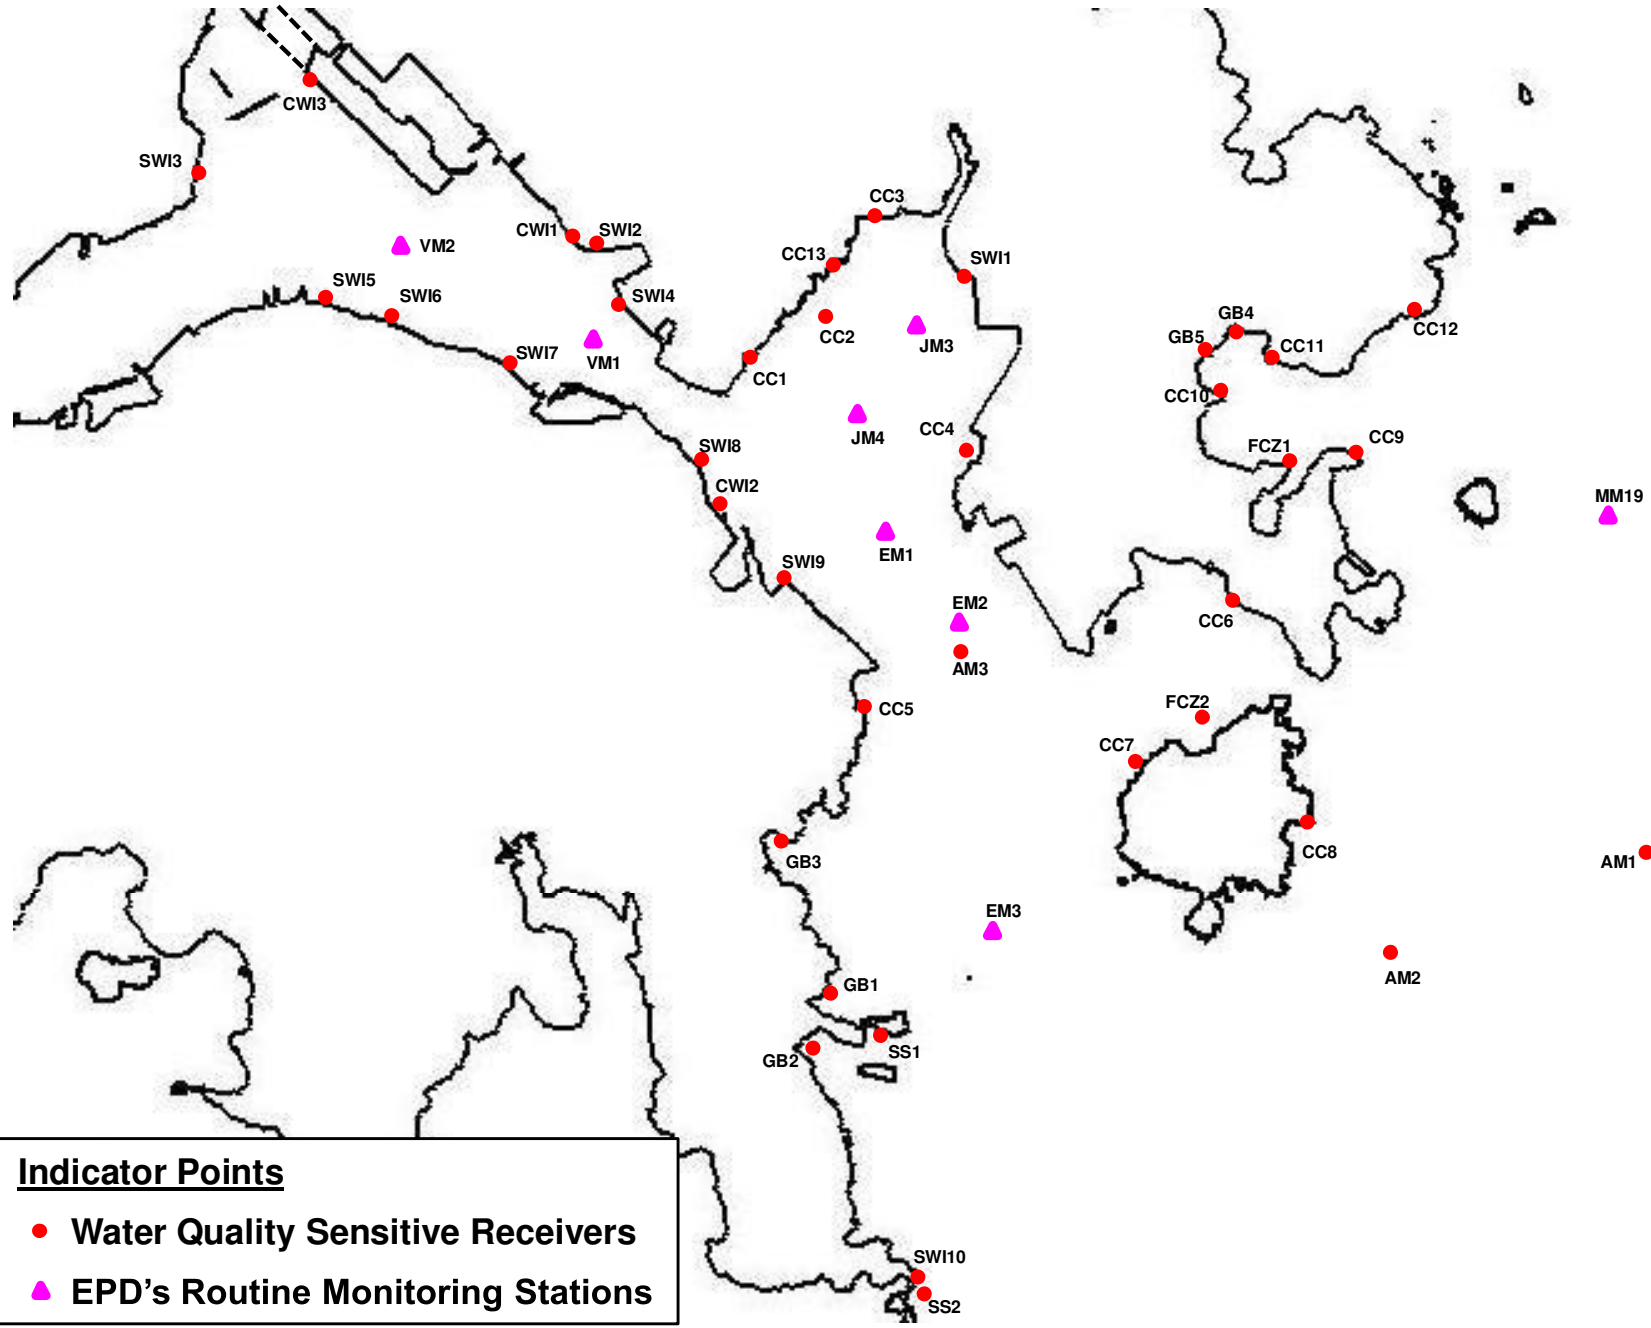 CWI3
SWI3
CC3
CWI1
SWI2
VM2
CC13
SWI1
SWI5
SWI6
SWI4
GB4
CC12
GB5
CC2
JM3
CC11
SWI7
VM1
CC1
CC10
CC4
JM4
CC9
SWI8
FCZ1
CWI2
MM19
EM1
SWI9
EM2
CC6
AM3
FCZ2
CC5
CC7
CC8
GB3
AM1
EM3
AM2
GB1
SS1
GB2
Indicator Points
Water Quality Sensitive Receivers
SWI10
EPD's Routine Monitoring Stations
SS2